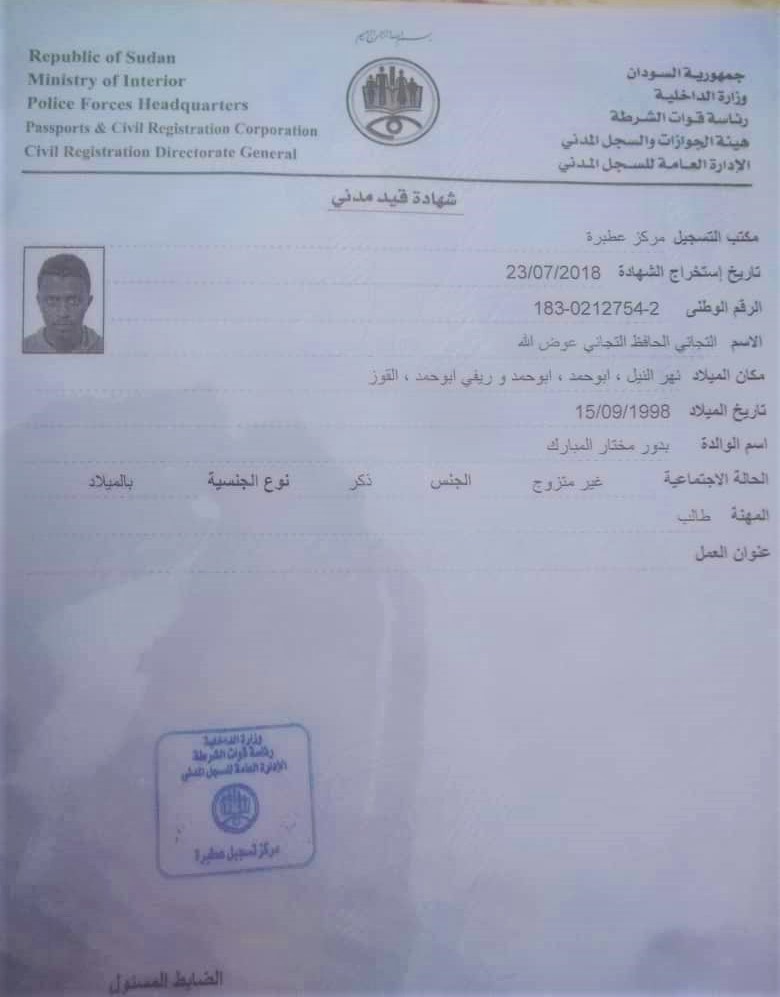 بسم الله الرحمن الرحيم
Republic of Sudan
Ministry of Interior
Police Forces Headquarters
Passports & Civil Registration Corporation
Civil Registration Directorate General
جمهورية السودان
وزارة الداخلية
رئاسة قوات الشرطة
هيئة الجوازات والسجل المدني
الإدارة العامة للسجل المدني
شهادة قيد مدني
مكتب التسجيل مركز عطبرة
تاريخ إستخراج الشهادة 23/07/2018
الرقم الوطنى 183-0212754-2
الاسم التجاني الحافظ التجاني عوض الله
مكان الميلاد نهر النيل ، ابوحمد ، ابوحمد و ريفي ابوحمد ، القوز
تاريخ الميلاد 15/09/1998
اسم الوالدة بدور مختار المبارك
الحالة الاجتماعية غير متزوج الجنس ذكر نوع الجنسية بالميلاد
المهنة طالب
عنوان العمل
وزارة الداخلية
رئاسة قوات الشرطة
الإدارة العامة للسجل المدني
مركز تسجيل عطبرة
الضابط المسئول